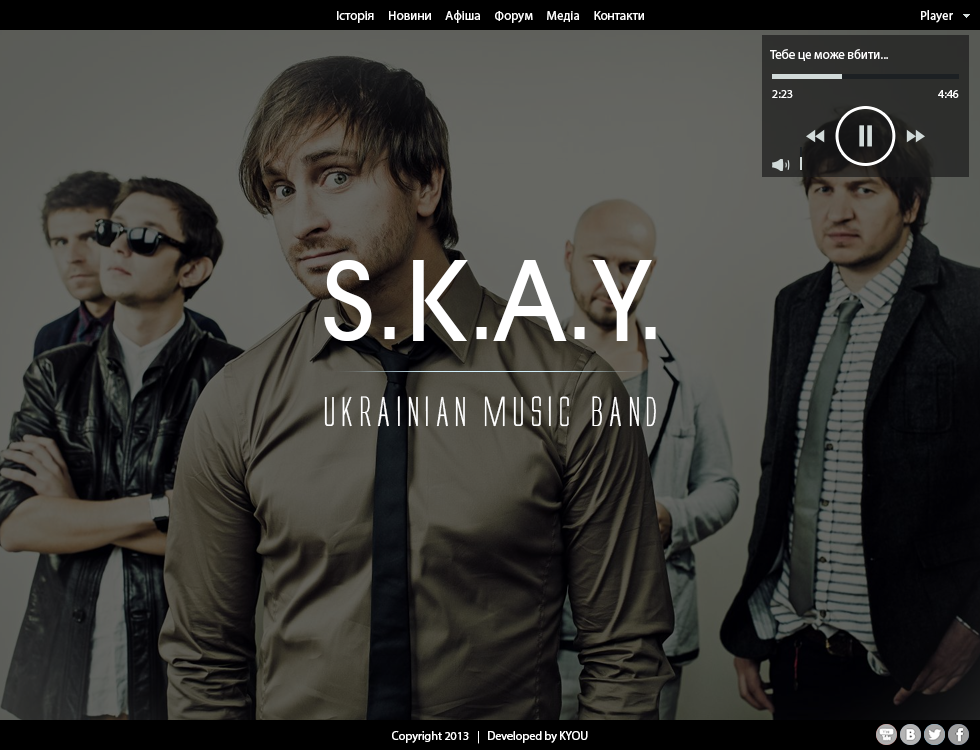 Історія Новини Афіша Форум Медіа Контакти Player
Тебе це може вбити...
2:23 4:46
S.K.A.Y.
UKRAINIAN MUSIC BAND
Copyright 2013 | Developed by KYOU